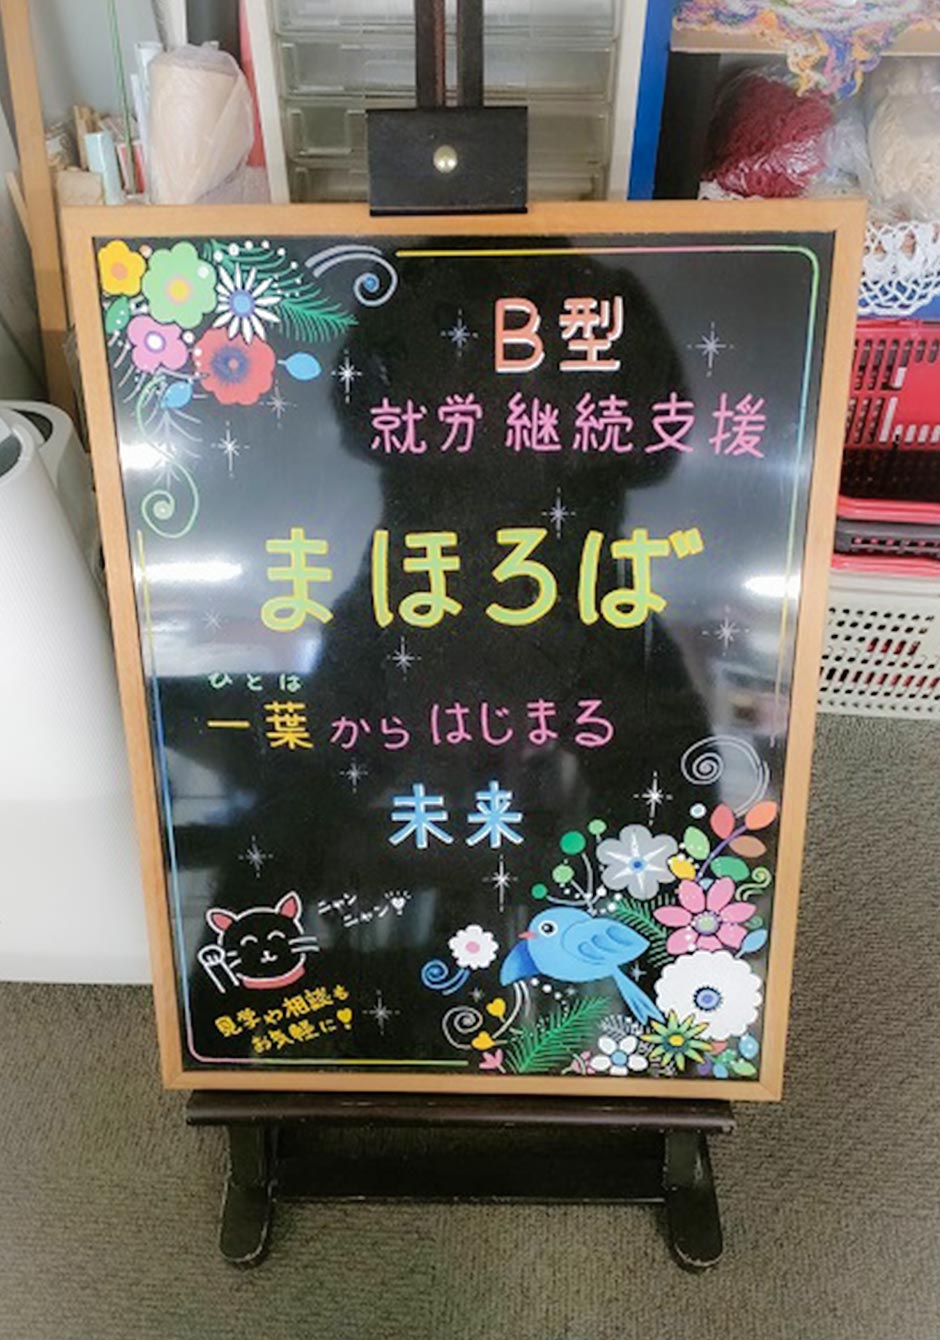 B型
就労継続支援
まほろば
ひとは
一葉からはじまる
未来
ニャン
ニャン
見学や相談も
お気軽に!